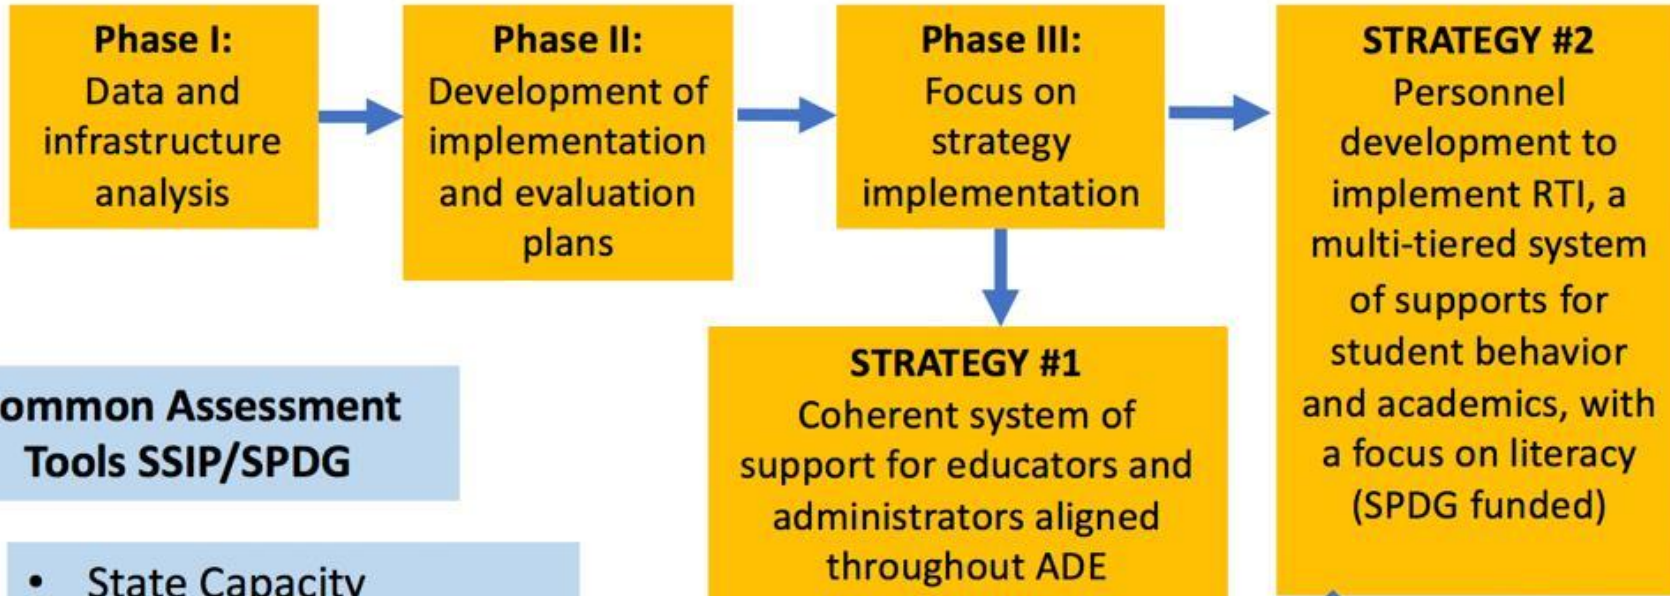 Phase I:
Data and
infrastructure
analysis
Phase II:
Development of
implementation
and evaluation
plans
Phase III:
Focus on
strategy
implementation
STRATEGY #2
Personnel
development to
implement RTI, a
multi-tiered system
of supports for
student behavior
and academics, with
a focus on literacy
(SPDG funded)
STRATEGY #1
Coherent system of
support for educators and
administrators aligned
throughout ADE
ommon Assessment
Tools SSIP/SPDG
• State Capacity